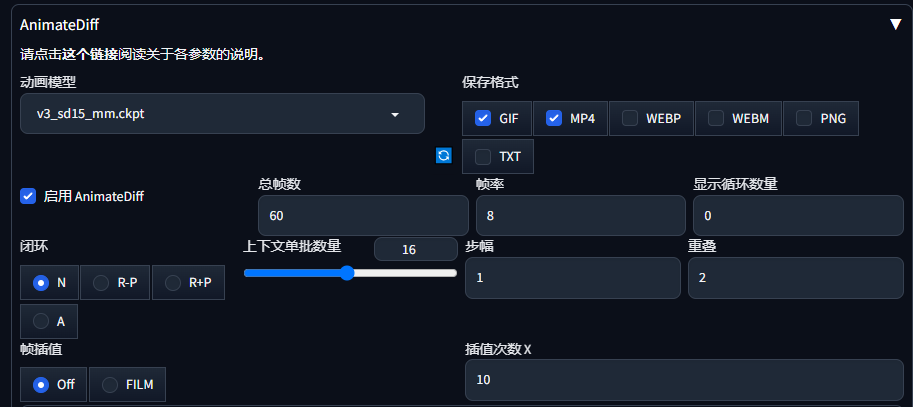 AnimateDiff ▼
请点击这个链接阅读关于各参数的说明。
动画模型
v3_sd15_mm.ckpt
保存格式
GIF MP4 WEBP WEBM PNG
TXT
启用 AnimateDiff
总帧数
60
帧率
8
显示循环数量
0
闭环
N R-P R+P
A
上下文单批数量 16
步幅
1
重叠
2
帧插值
Off FILM
插值次数 X
10